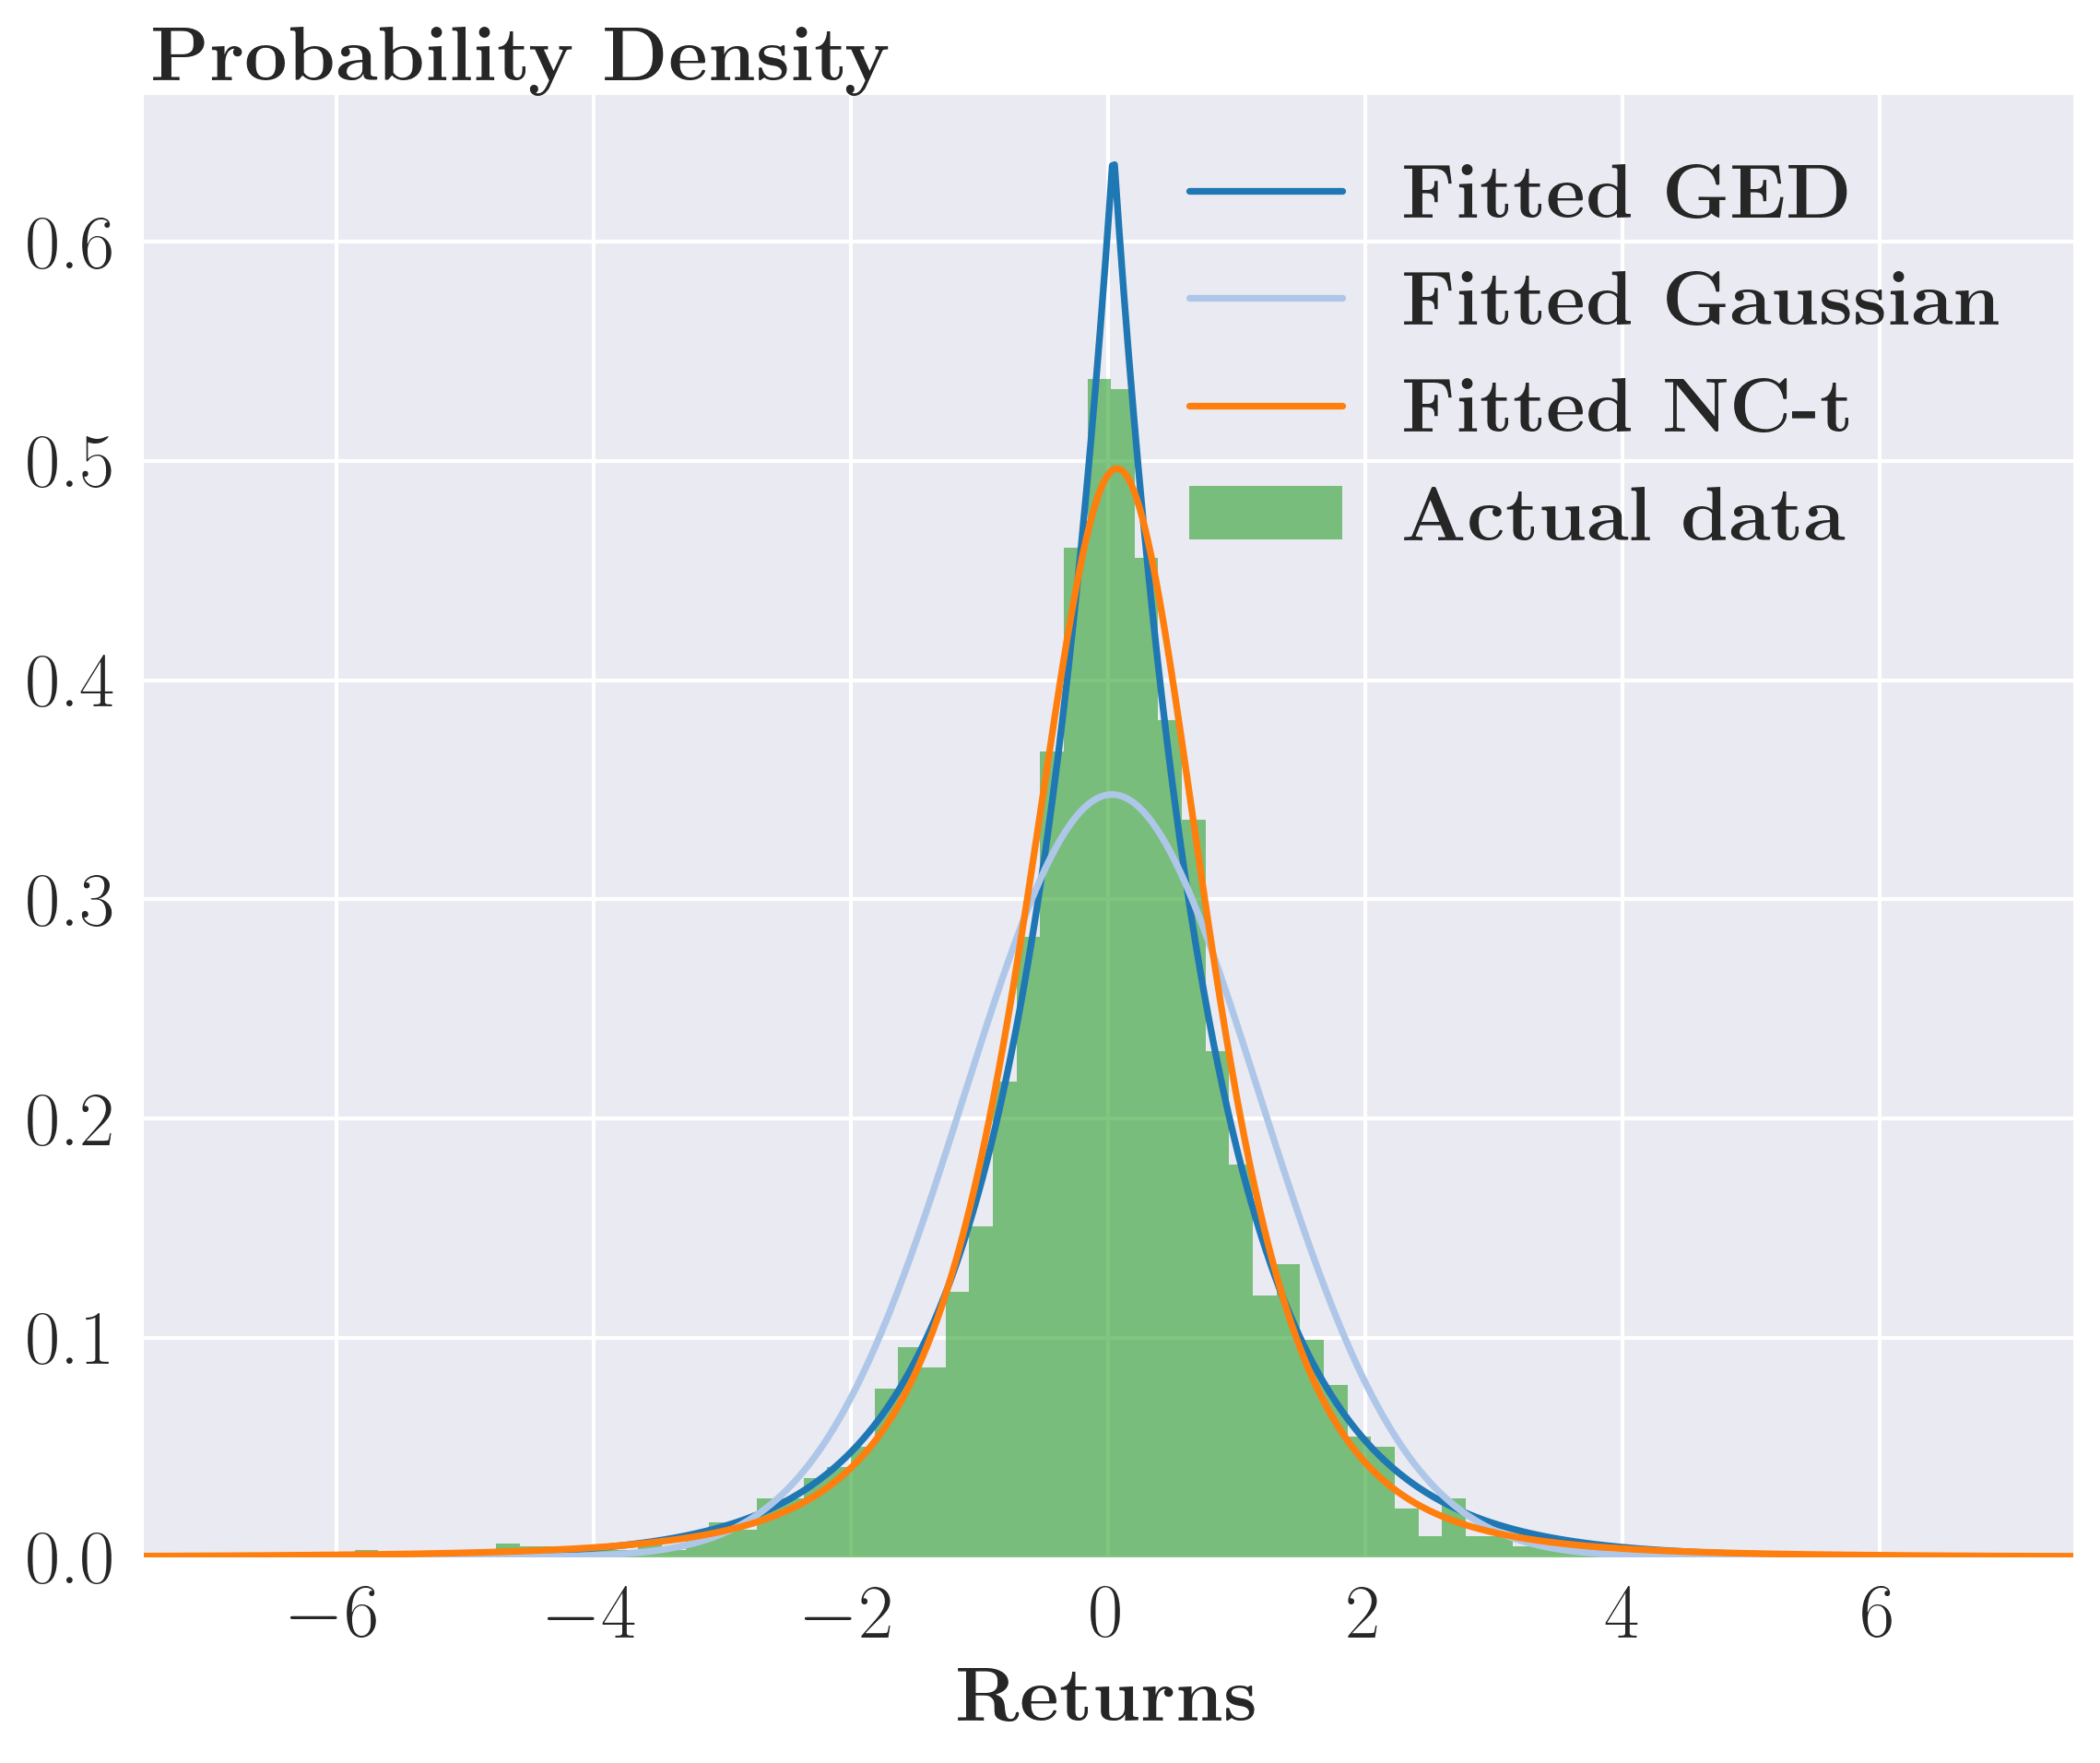 Probability Density
Fitted GED
Fitted Gaussian
Fitted NC-t
Actual data
0.6
0.5
0.4
0.3
0.2
0.1
0.0
−6 −4 −2 0 2 4 6
Returns